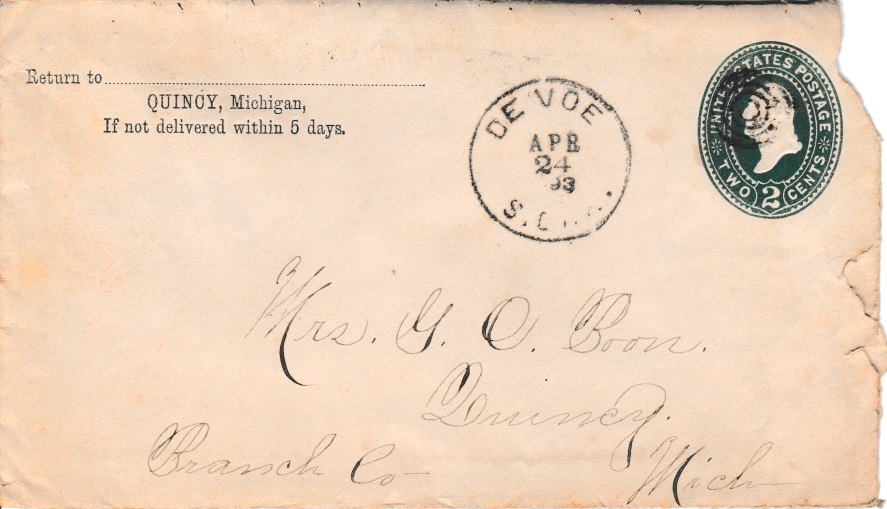 Return to
QUINCY, Michigan,
If not delivered within 5 days.
DE VOE
APR
24
93
UNITED STATES POSTAGE
TWO 2 CENTS
Mrs. G. O. Boon.
Quincy.
Branch Co
Mich